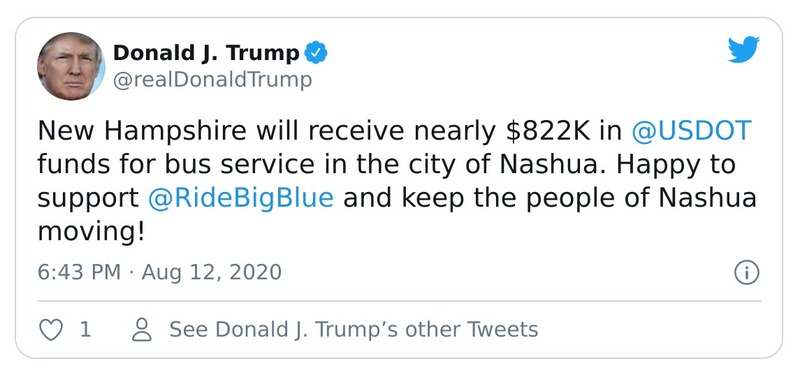 Donald J. Trump
@realDonaldTrump
New Hampshire will receive nearly $822K in @USDOT
funds for bus service in the city of Nashua. Happy to
support @RideBigBlue and keep the people of Nashua
moving!
6:43 PM · Aug 12, 2020
1 See Donald J. Trump’s other Tweets